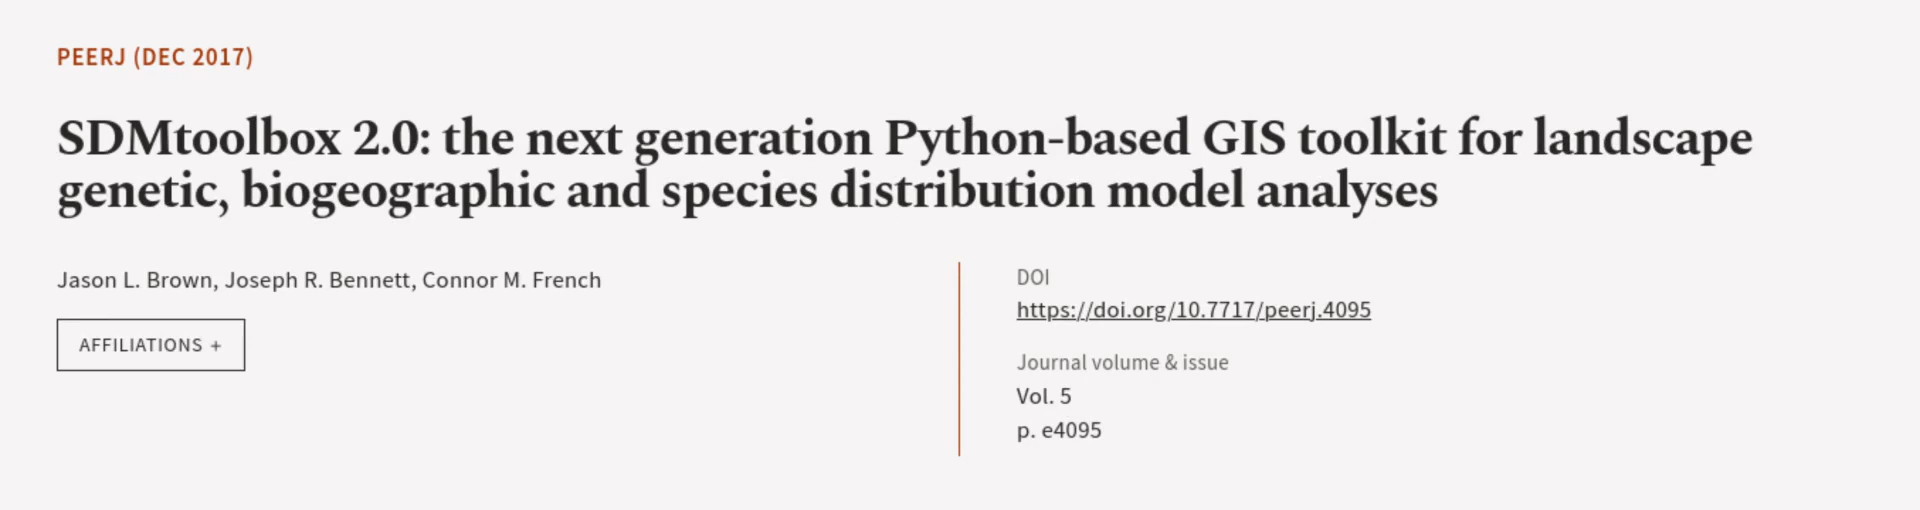 PEERJ (DEC 2017)
SDMtoolbox 2.0: the next generation Python-based GIS toolkit for landscape
genetic, biogeographic and species distribution model analyses
Jason L. Brown, Joseph R. Bennett, Connor M. French
AFFILIATIONS +
DOI
https://doi.org/10.7717/peerj.4095
Journal volume & issue
Vol. 5
p. e4095